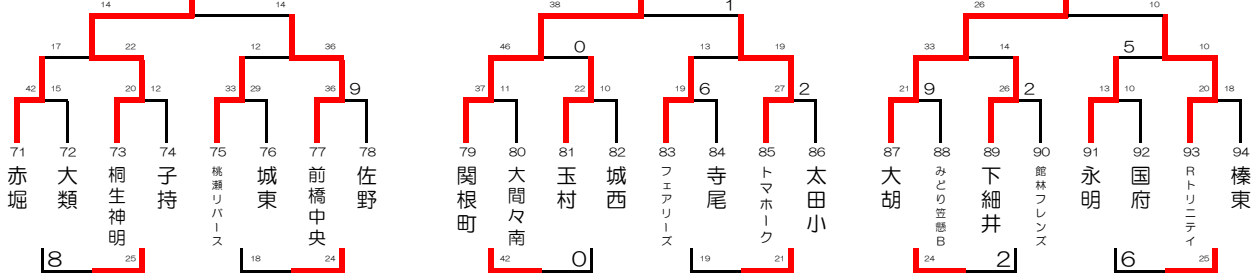 14 14 38 1 26 10
17 22 12 36 46 0 13 19 33 14 5 10
42 15 20 12 33 29 36 9 37 11 22 10 19 6 27 2 21 9 26 2 13 10 20 18
71 72 73 74 75 76 77 78 79 80 81 82 83 84 85 86 87 88 89 90 91 92 93 94
赤堀
大類
桐生神明
子持
桃瀬リバース
城東
前橋中央
佐野
関根町
大間々南
玉村
城西
フェアリーズ
寺尾
トマホーク
太田小
大胡
みどり笠懸B
下細井
館林フレンズ
永明
国府
Rトリニテイ
榛東
8 25 18 24 42 0 19 21 24 2 6 25